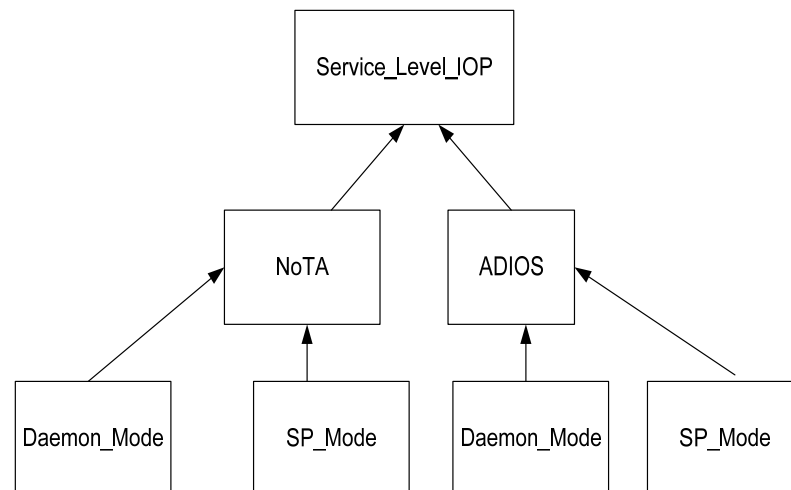 Service_Level_IOP
NoTA
ADIOS
Daemon_Mode
SP_Mode
Daemon_Mode
SP_Mode